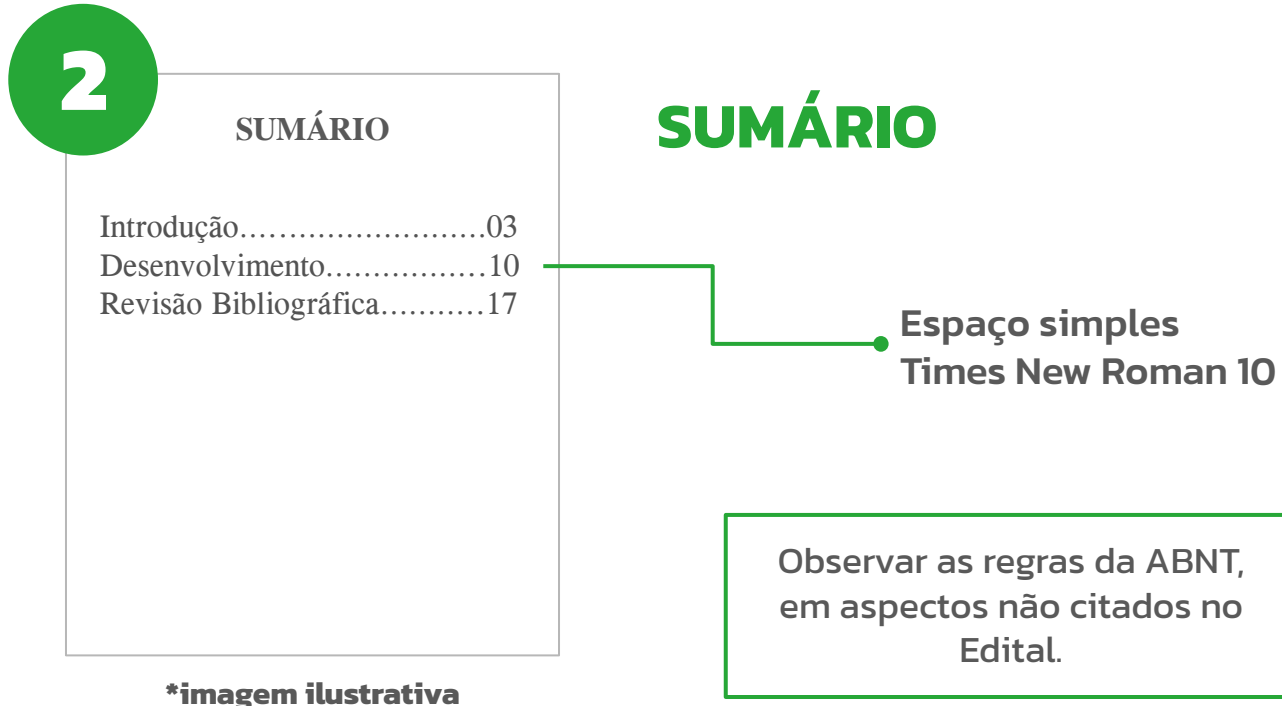 2
SUMÁRIO
Introdução.........................03
Desenvolvimento.................10
Revisão Bibliográfica...........17
*imagem ilustrativa
SUMÁRIO
Espaço simples
Times New Roman 10
Observar as regras da ABNT,
em aspectos não citados no
Edital.